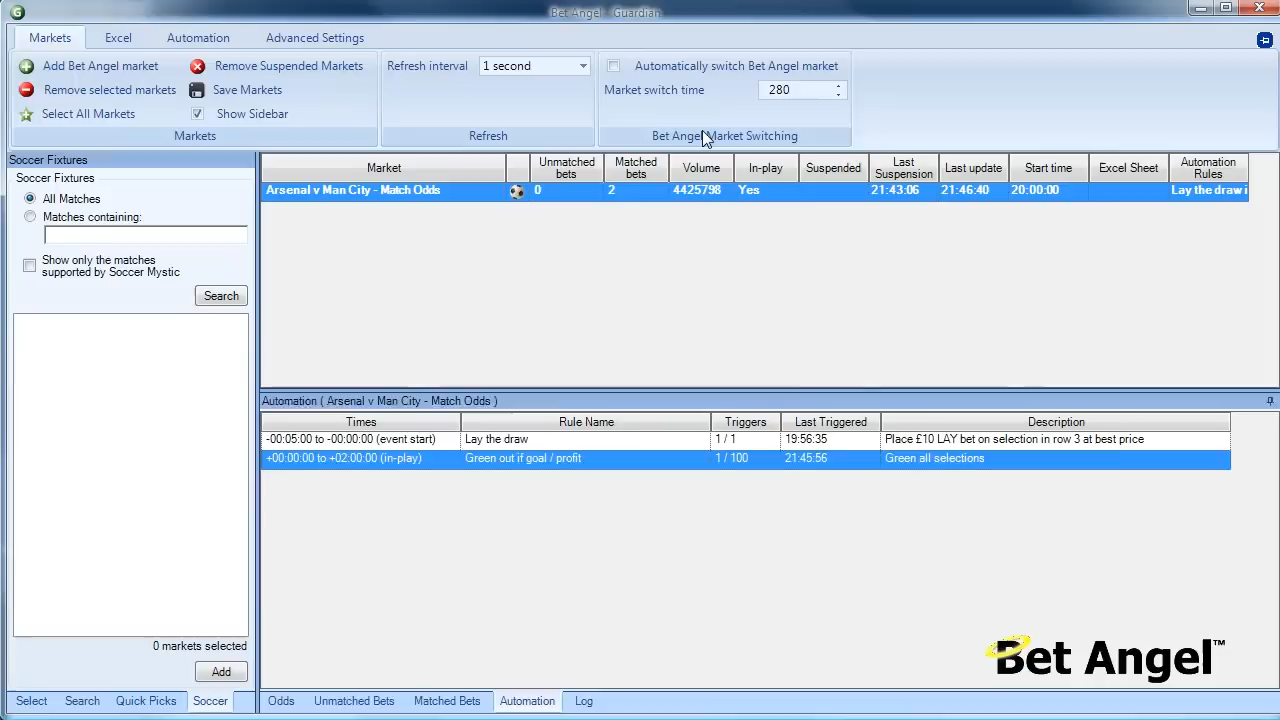 Bet Angel - Guardian
Markets Excel Automation Advanced Settings
Add Bet Angel market Remove Suspended Markets Refresh interval 1 second Automatically switch Bet Angel market
Remove selected markets Save Markets Market switch time 280
Select All Markets Show Sidebar
Markets Refresh Bet Angel Market Switching
Soccer Fixtures
Soccer Fixtures
All Matches
Matches containing:
Show only the matches
supported by Soccer Mystic
Search
0 markets selected
Add
Select Search Quick Picks Soccer
Market Unmatched bets Matched bets Volume In-play Suspended Last Suspension Last update Start time Excel Sheet Automation Rules
Arsenal v Man City - Match Odds 0 2 4425798 Yes 21:43:06 21:46:40 20:00:00 Lay the draw i
Automation ( Arsenal v Man City - Match Odds )
Times Rule Name Triggers Last Triggered Description
-00:05:00 to -00:00:00 (event start) Lay the draw 1 / 1 19:56:35 Place £10 LAY bet on selection in row 3 at best price
+00:00:00 to +02:00:00 (in-play) Green out if goal / profit 1 / 100 21:45:56 Green all selections
Bet Angel™
Odds Unmatched Bets Matched Bets Automation Log